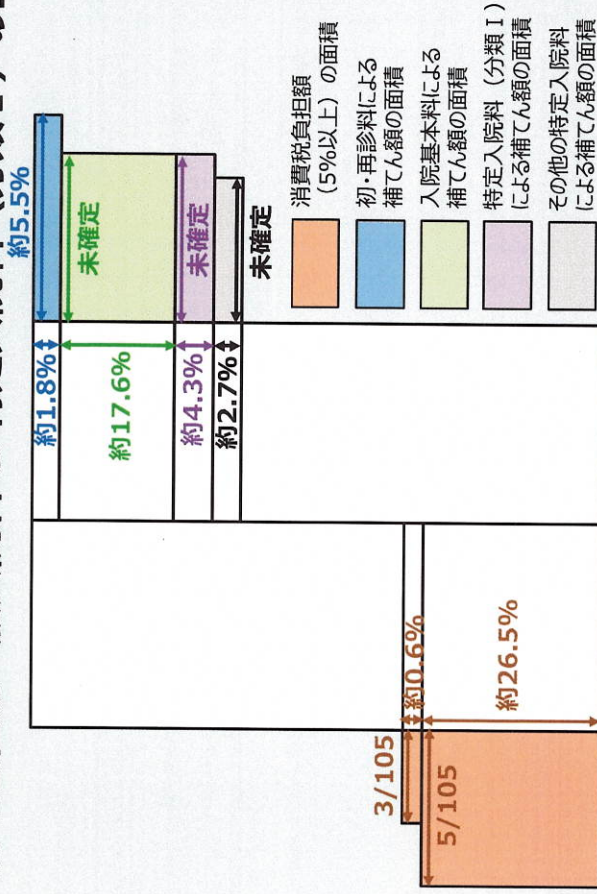 約5.5%
約1.8%
未確定
約17.6%
未確定
約4.3%
約2.7%
未確定
3/105
約0.6%
5/105
約26.5%
消費税負担額
（5%以上）の面積
初・再診料による
補てん額の面積
入院基本料による
補てん額の面積
特定入院料（分類Ⅰ）
による補てん額の面積
その他の特定入院料
による補てん額の面積